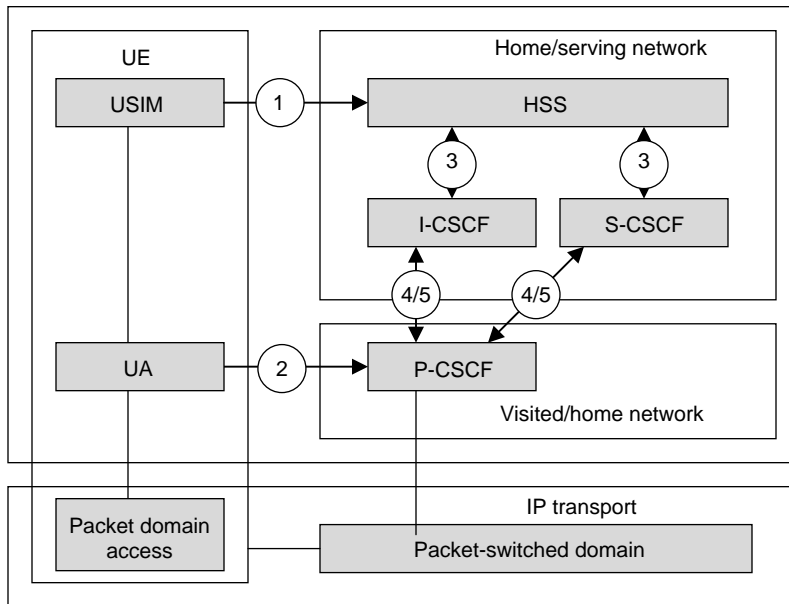 Home/serving network
UE
USIM
1
HSS
3
3
I-CSCF
S-CSCF
4/5
4/5
UA
2
P-CSCF
Visited/home network
IP transport
Packet domain
access
Packet-switched domain